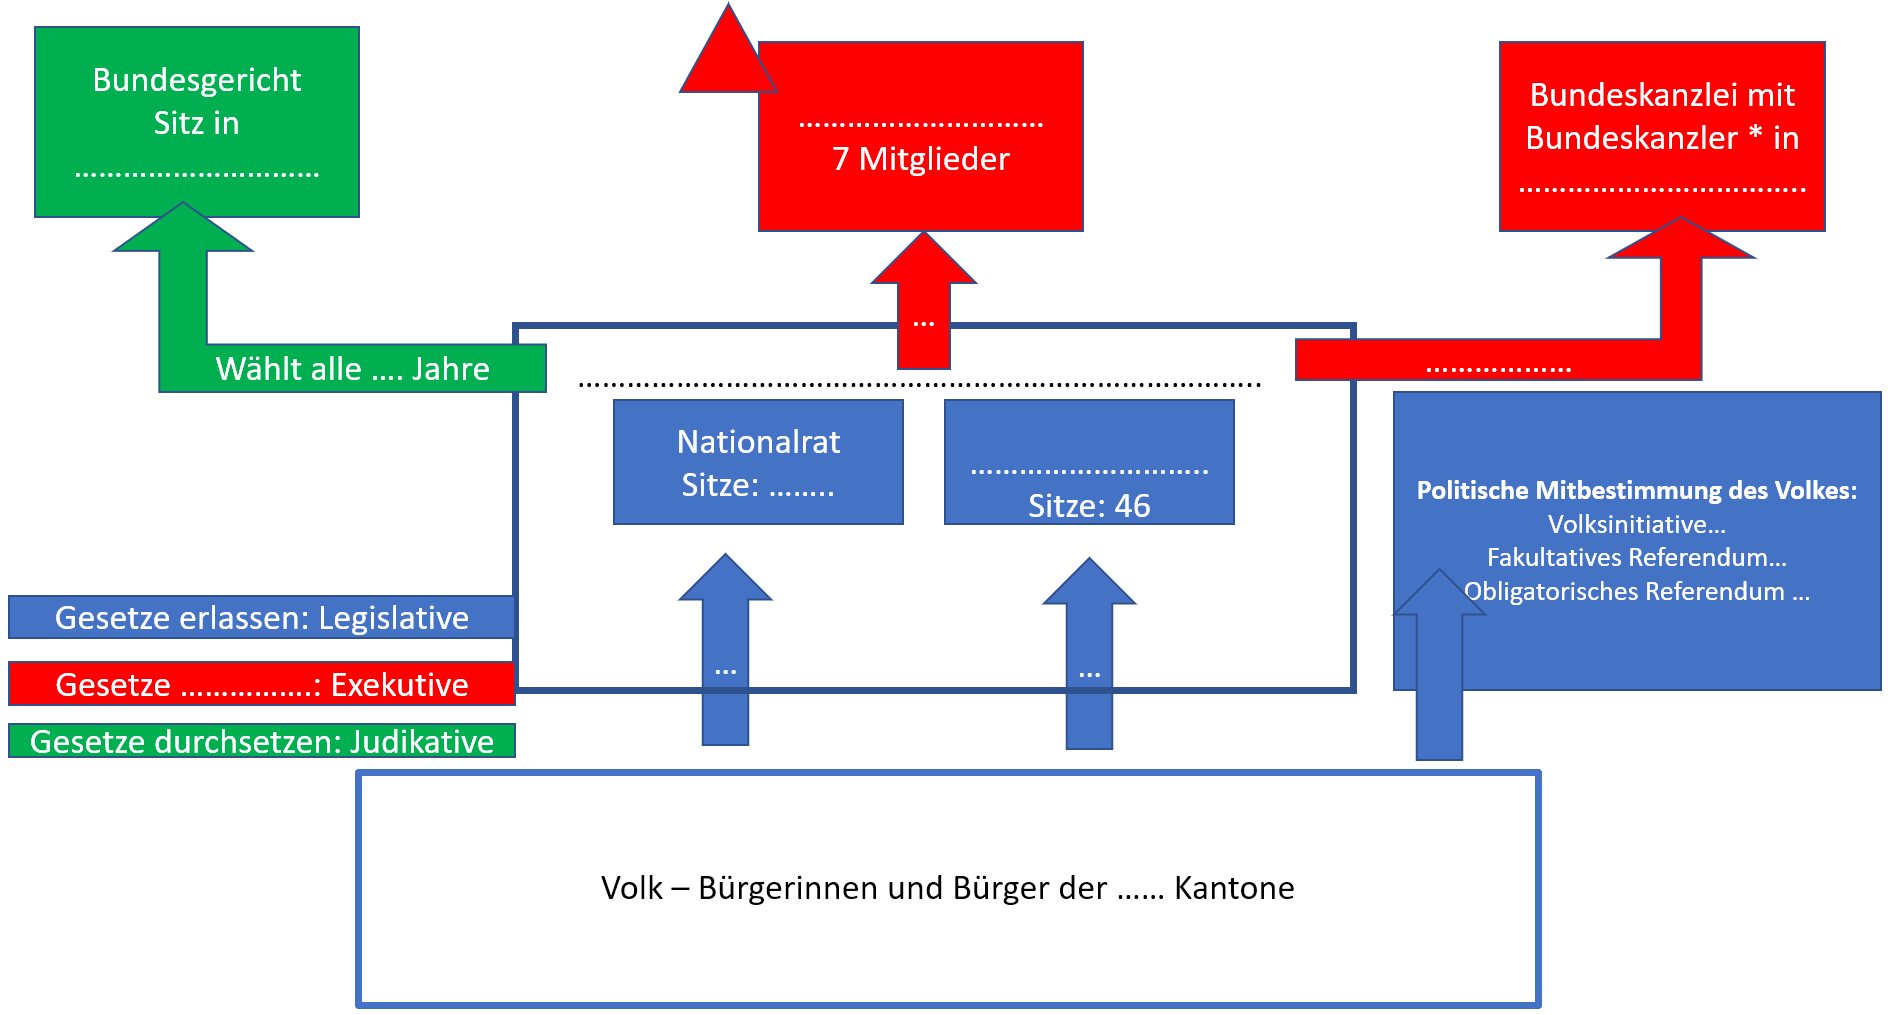 Bundesgericht
Sitz in
…………………………
…………………………
7 Mitglieder
Bundeskanzlei mit
Bundeskanzler * in
……………………………..
…
Wählt alle …. Jahre
………………………………………………………………………..
………………
Nationalrat
Sitze: ……..
………………………..
Sitze: 46
Politische Mitbestimmung des Volkes:
Volksinitiative…
Fakultatives Referendum…
Obligatorisches Referendum …
Gesetze erlassen: Legislative
Gesetze …………….: Exekutive
Gesetze durchsetzen: Judikative
…
…
Volk – Bürgerinnen und Bürger der …… Kantone